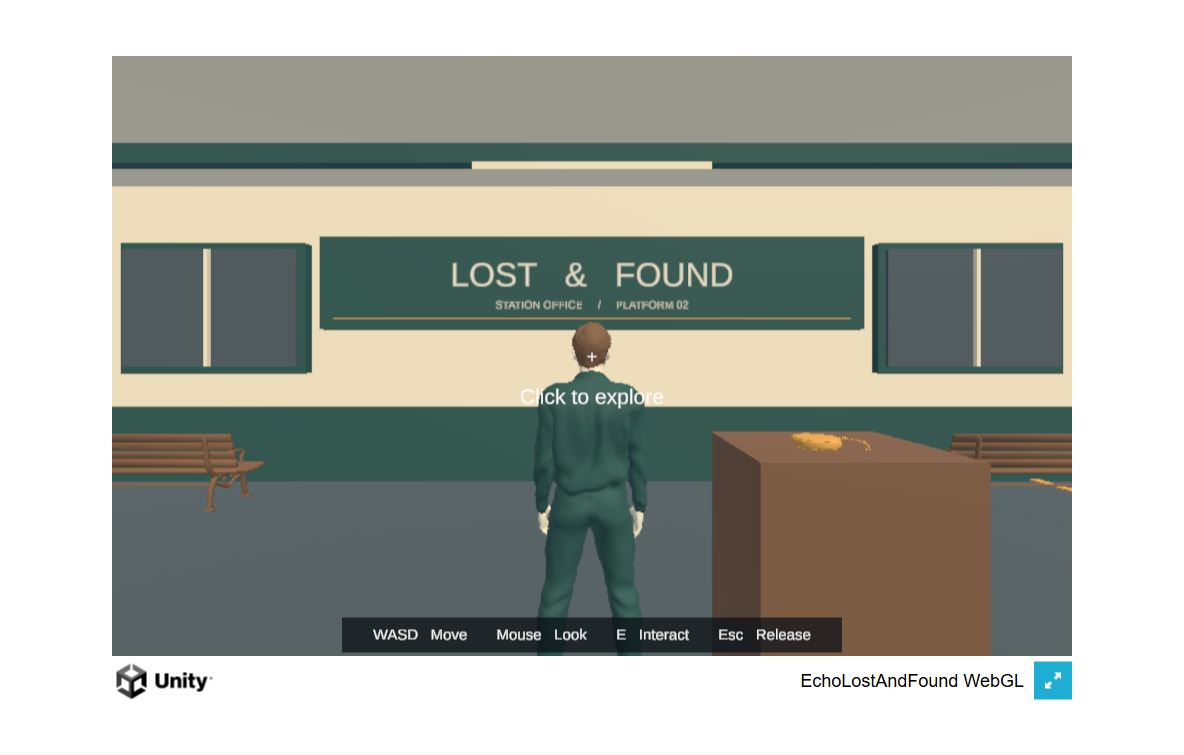 LOST & FOUND
STATION OFFICE / PLATFORM 02
Click to explore
WASD Move Mouse Look E Interact Esc Release
Unity
EchoLostAndFound WebGL